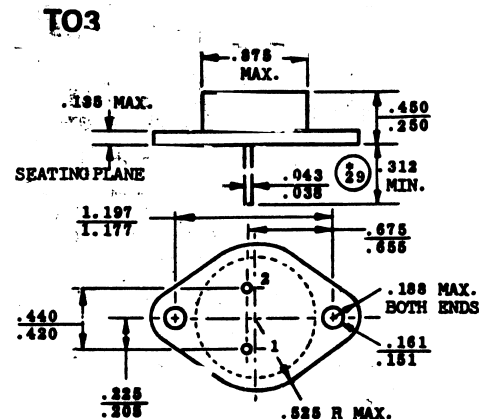 TO3
.875
MAX.
.135 MAX.
.450
.250
SEATING PLANE
.043
.038
29
.312
MIN.
1.197
1.177
.675
.655
2
.188 MAX.
BOTH ENDS
.440
.420
1
.161
.151
.225
.205
.525 R MAX.